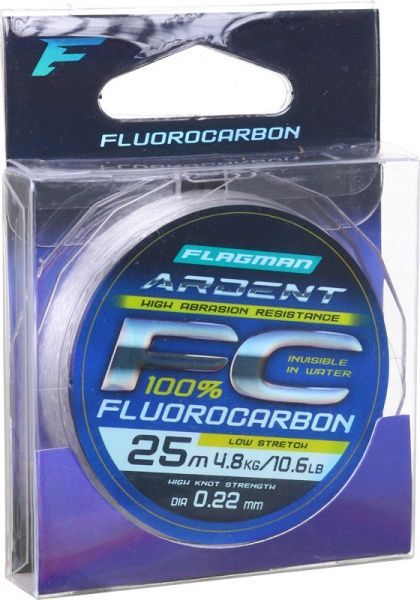 F
FLUOROCARBON
FLAGMAN
ARDENT
HIGH ABRASION RESISTANCE
FC
INVISIBLE
IN WATER
100%
FLUOROCARBON
LOW STRETCH
25m 4.8KG/10.6LB
HIGH KNOT STRENGTH
DIA 0.22 mm